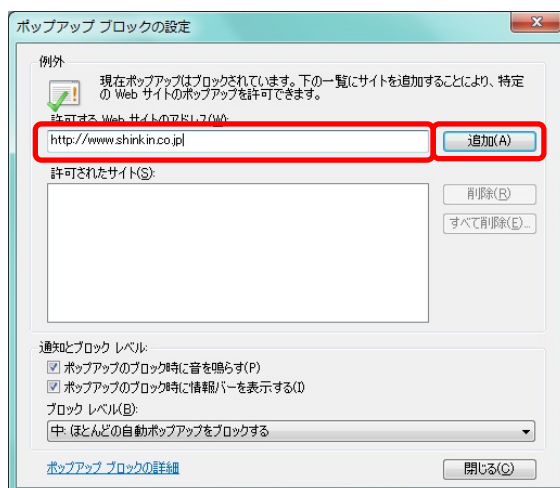 ポップアップ ブロックの設定
例外
現在ポップアップはブロックされています。下の一覧にサイトを追加することにより、特定
の Web サイトのポップアップを許可できます。
許可する Web サイトのアドレス(W):
http://www.shinkin.co.jp
追加(A)
許可されたサイト(S):
削除(R)
すべて削除(E)...
通知とブロック レベル:
ポップアップのブロック時に音を鳴らす(P)
ポップアップのブロック時に情報バーを表示する(I)
ブロック レベル(B):
中: ほとんどの自動ポップアップをブロックする
ポップアップ ブロックの詳細
閉じる(C)